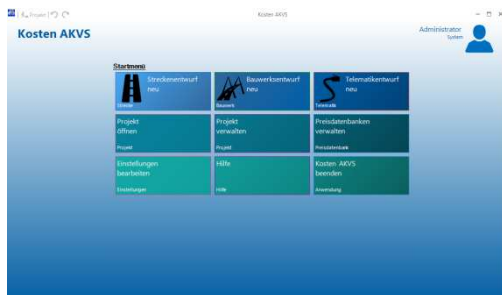 Projekt
Kosten AKVS
Kosten AKVS
Administrator
System
Startmenü
Streckenentwurf
neu
Bauwerksentwurf
neu
Bauwerk
Telematikentwurf
neu
Telematik
Projekt
öffnen
Projekt
Projekt
verwalten
Projekt
Preisdatenbanken
verwalten
Preisdatenbank
Einstellungen
bearbeiten
Einstellungen
Hilfe
Hilfe
Kosten AKVS
beenden
Anwendung